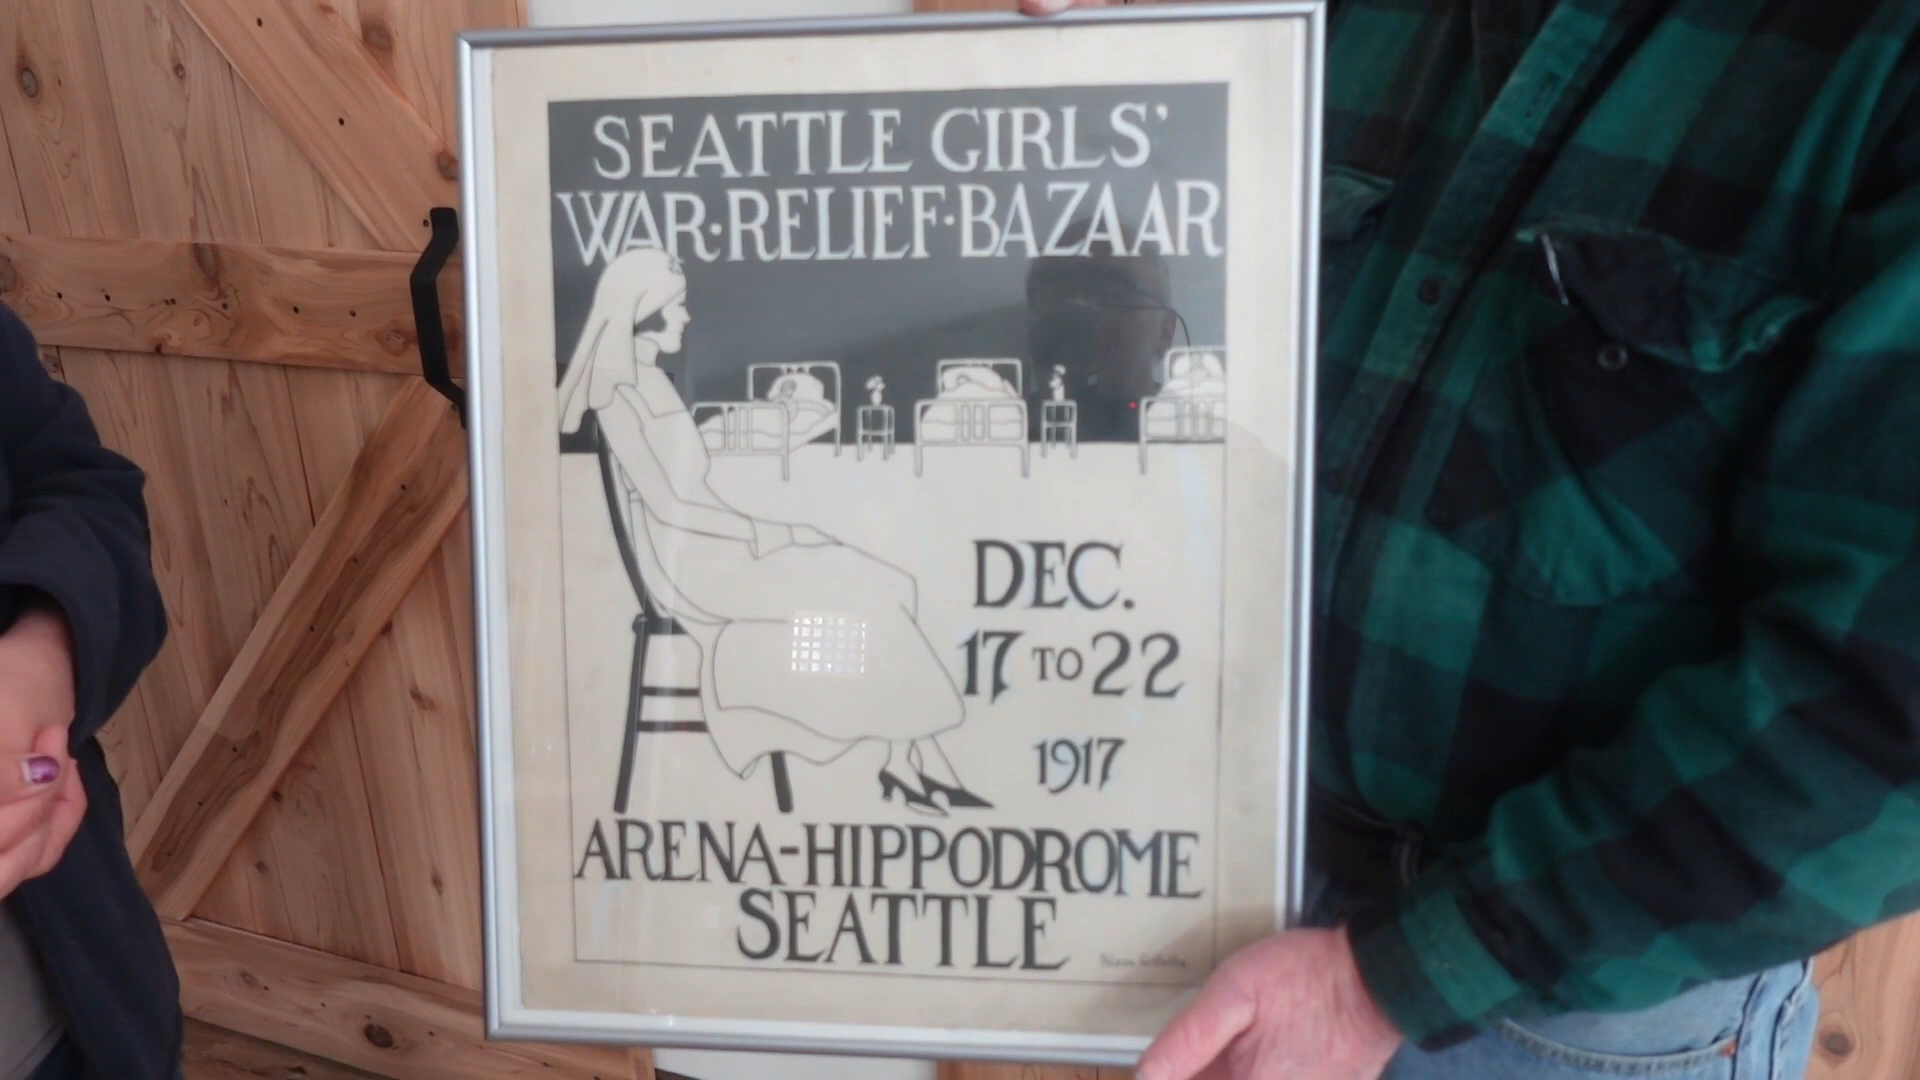 SEATTLE GIRLS'
WAR·RELIEF·BAZAAR
DEC.
17 TO 22
1917
ARENA-HIPPODROME
SEATTLE